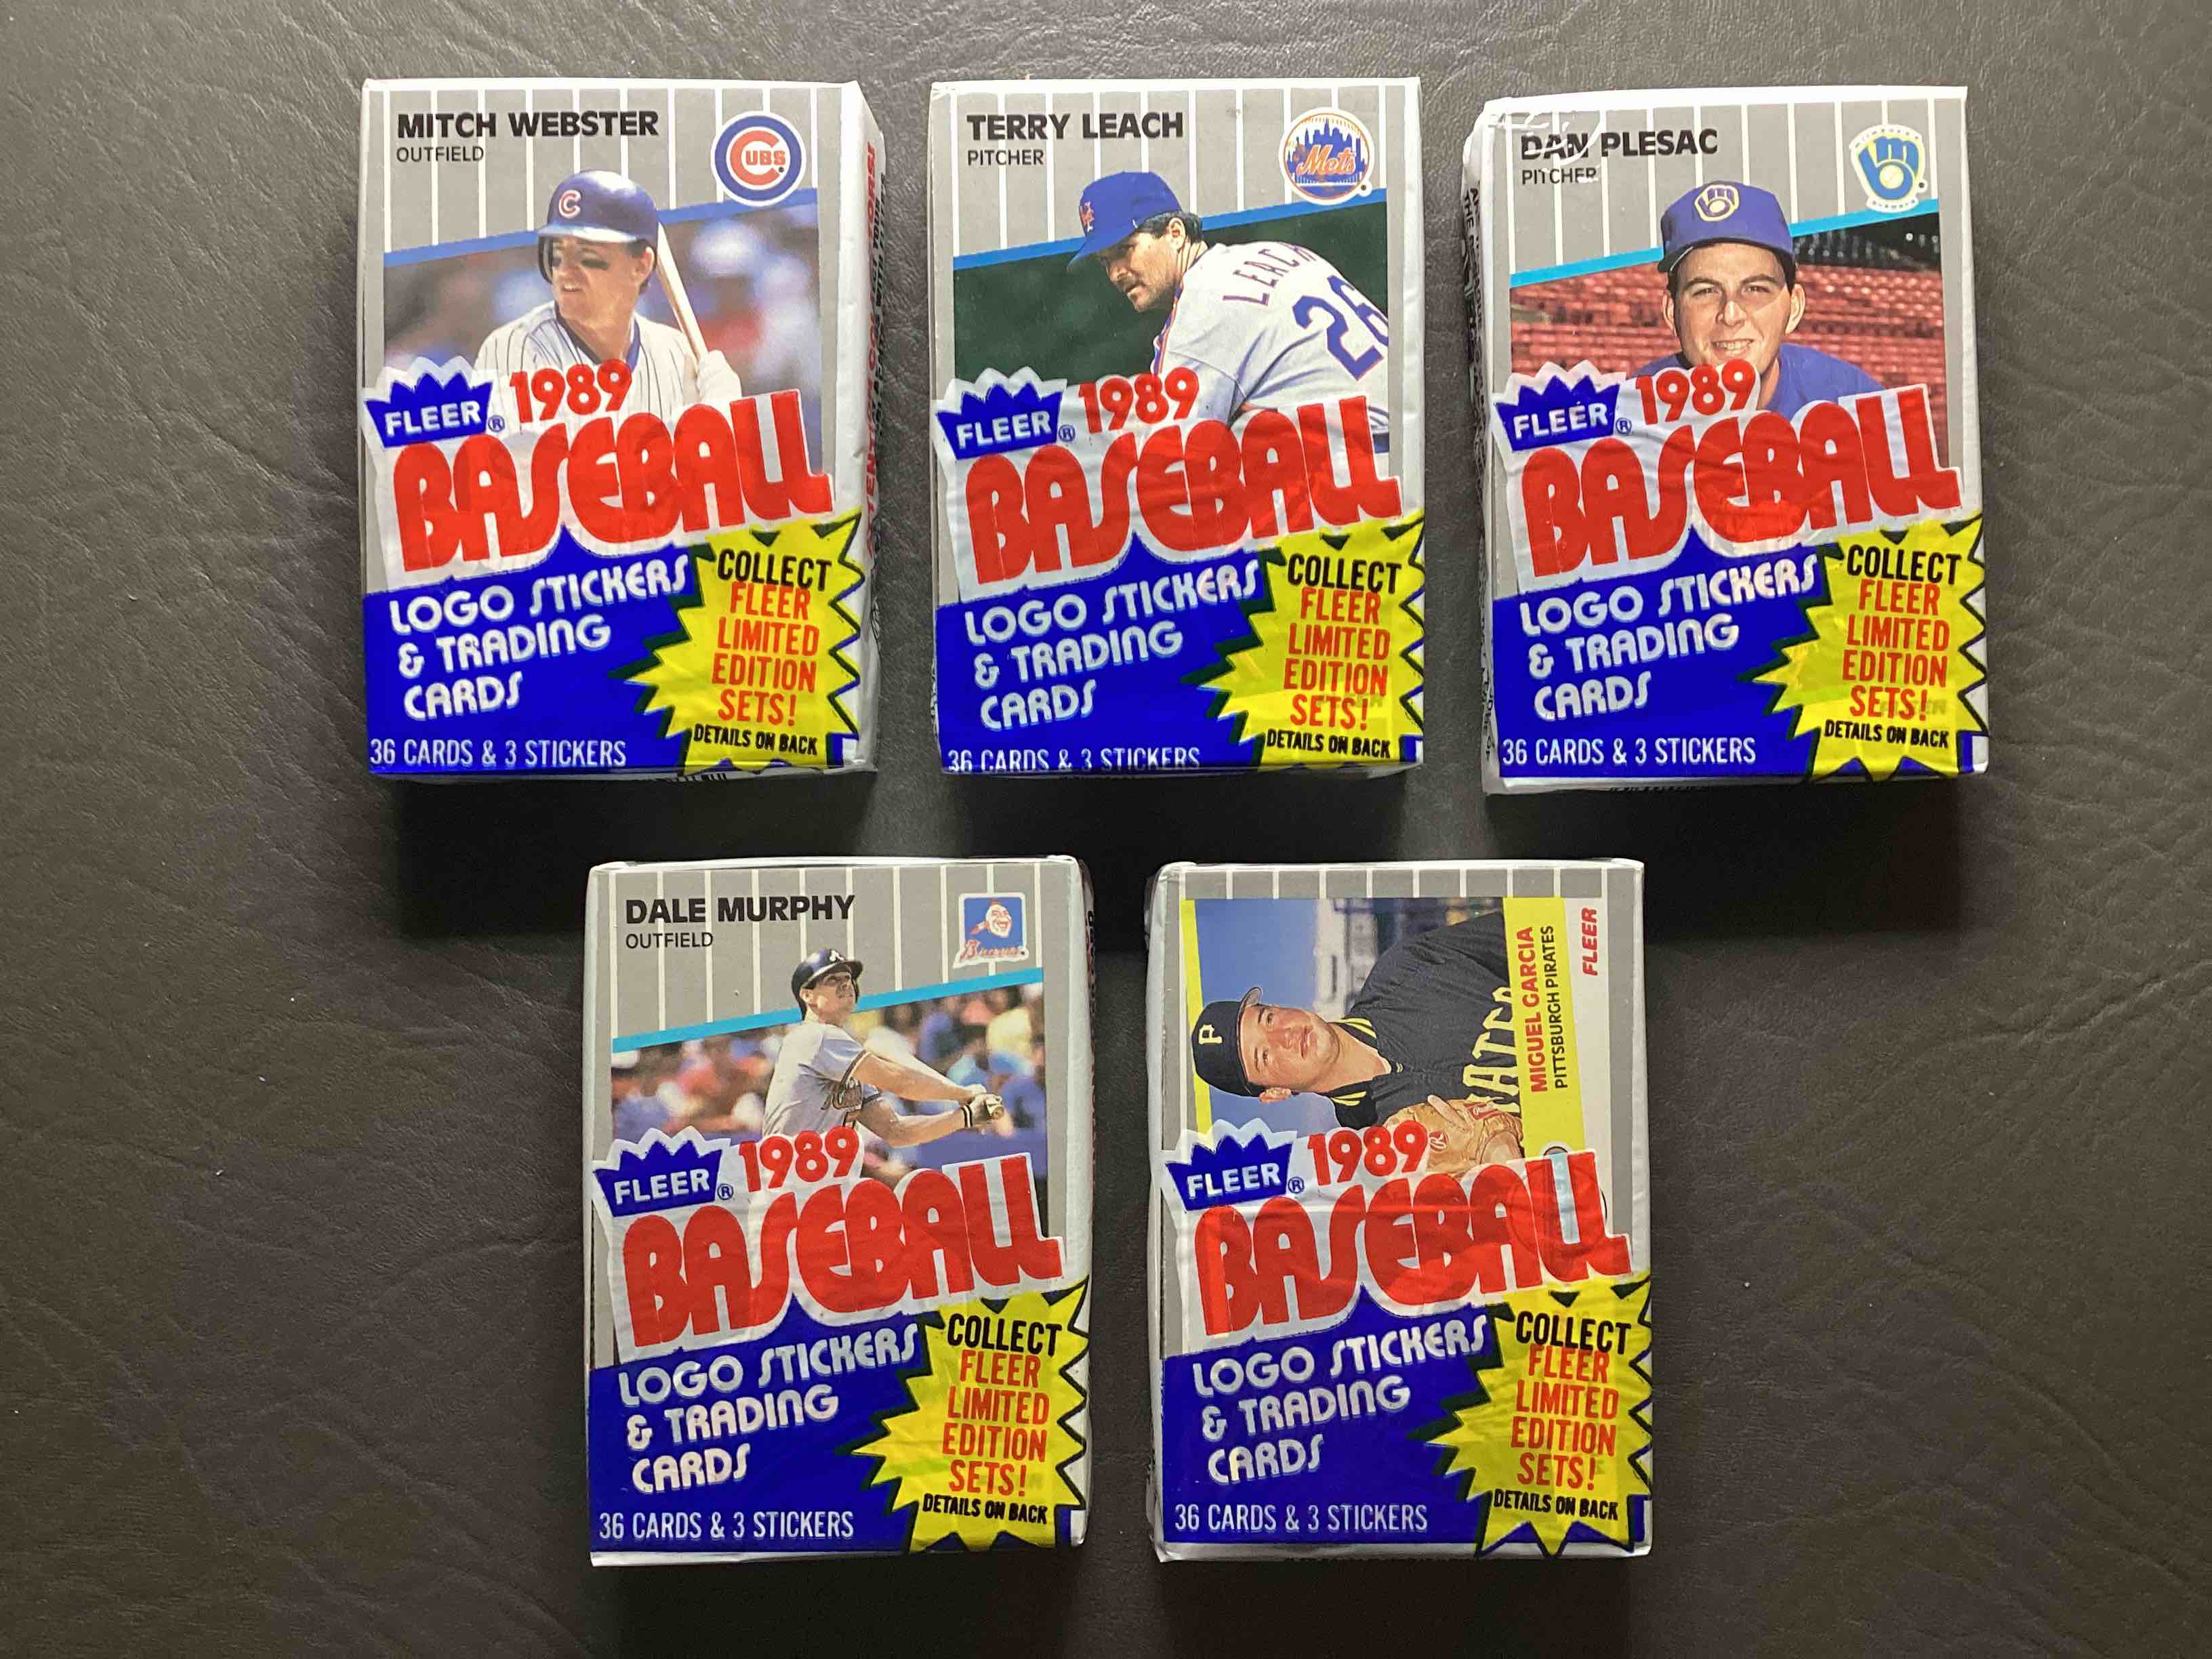 MITCH WEBSTER
OUTFIELD
CUBS
C
FLEER ®
1989
BASEBALL
LOGO STICKERS
& TRADING
CARDS
COLLECT
FLEER
LIMITED
EDITION
SETS!
DETAILS ON BACK
36 CARDS & 3 STICKERS
TERRY LEACH
PITCHER
Mets
LEACH
26
FLEER ®
1989
BASEBALL
LOGO STICKERS
& TRADING
CARDS
COLLECT
FLEER
LIMITED
EDITION
SETS!
DETAILS ON BACK
36 CARDS & 3 STICKERS
DAN PLESAC
PITCHER
FLEER ®
1989
BASEBALL
LOGO STICKERS
& TRADING
CARDS
COLLECT
FLEER
LIMITED
EDITION
SETS!
DETAILS ON BACK
36 CARDS & 3 STICKERS
DALE MURPHY
OUTFIELD
Braves
FLEER ®
1989
BASEBALL
LOGO STICKERS
& TRADING
CARDS
COLLECT
FLEER
LIMITED
EDITION
SETS!
DETAILS ON BACK
36 CARDS & 3 STICKERS
P
MIGUEL GARCIA
PITTSBURGH PIRATES
FLEER
FLEER ®
1989
BASEBALL
LOGO STICKERS
& TRADING
CARDS
COLLECT
FLEER
LIMITED
EDITION
SETS!
DETAILS ON BACK
36 CARDS & 3 STICKERS